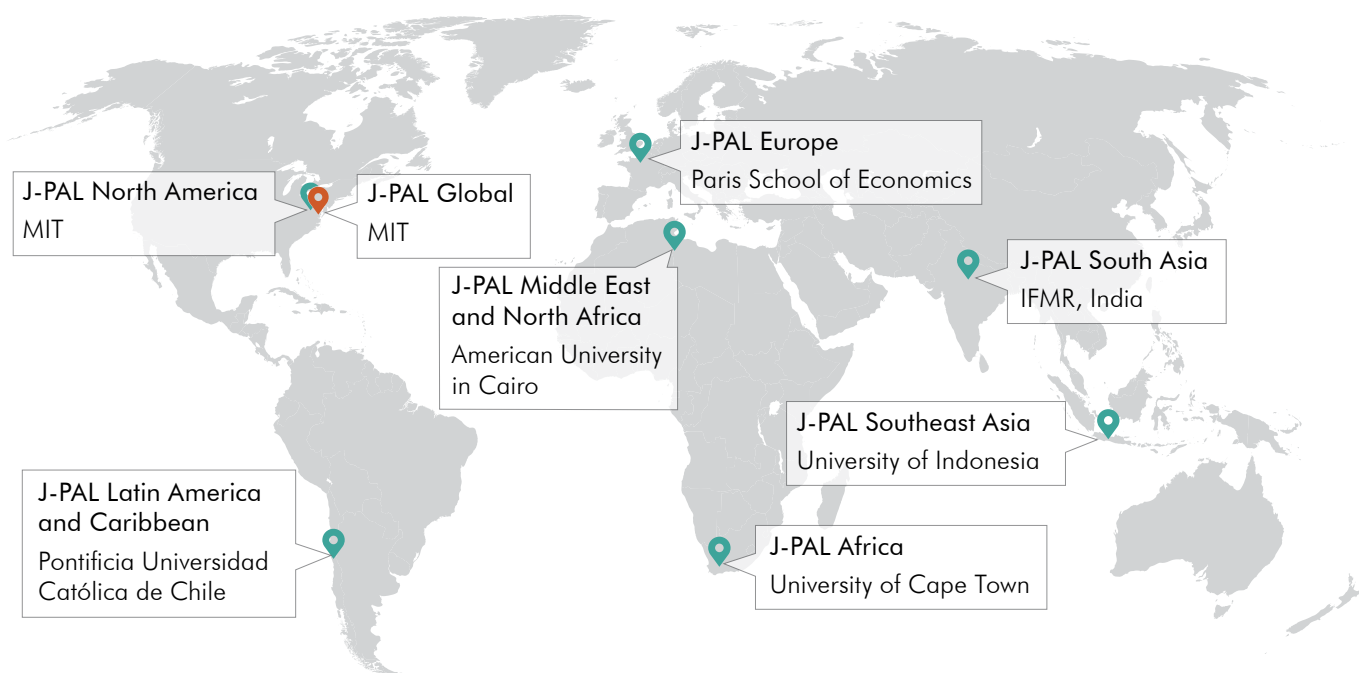 J-PAL Europe
Paris School of Economics
J-PAL North America
MIT
J-PAL Global
MIT
J-PAL South Asia
IFMR, India
J-PAL Middle East
and North Africa
American University
in Cairo
J-PAL Southeast Asia
University of Indonesia
J-PAL Latin America
and Caribbean
Pontificia Universidad
Católica de Chile
J-PAL Africa
University of Cape Town